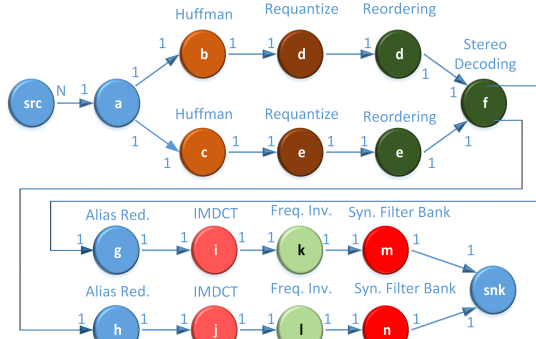 Huffman Requantize Reordering
1 1 1 1 1 1 Stereo
b d d Decoding
1 1
N 1 1
src a f
1 1
Huffman Requantize Reordering
1 1 1 1 1 1 1
c e e
1
Alias Red. IMDCT Freq. Inv. Syn. Filter Bank
1 1 1 1 1 1 1 1
g i k m
snk
Alias Red. IMDCT Freq. Inv. Syn. Filter Bank
1 1 1 1 1 1 1 1 1
h j l n